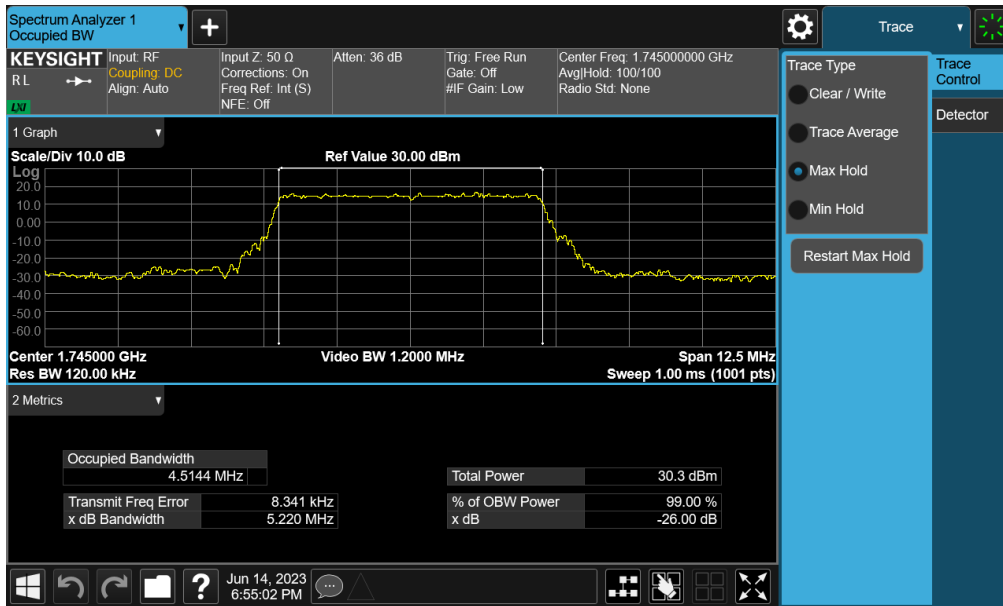 Spectrum Analyzer 1
Occupied BW
Trace
KEYSIGHT
R L
LXI
Input: RF
Coupling: DC
Align: Auto
Input Z: 50 Ω
Corrections: On
Freq Ref: Int (S)
NFE: Off
Atten: 36 dB
Trig: Free Run
Gate: Off
#IF Gain: Low
Center Freq: 1.745000000 GHz
Avg|Hold: 100/100
Radio Std: None
1 Graph
Scale/Div 10.0 dB
Ref Value 30.00 dBm
Log
20.0
10.0
0.00
-10.0
-20.0
-30.0
-40.0
-50.0
-60.0
Center 1.745000 GHz
Video BW 1.2000 MHz
Span 12.5 MHz
Res BW 120.00 kHz
Sweep 1.00 ms (1001 pts)
2 Metrics
Occupied Bandwidth
4.5144 MHz
Total Power 30.3 dBm
Transmit Freq Error 8.341 kHz
% of OBW Power 99.00 %
x dB Bandwidth 5.220 MHz
x dB -26.00 dB
Trace Type
Clear / Write
Trace Average
Max Hold
Min Hold
Restart Max Hold
Trace
Control
Detector
?
Jun 14, 2023
6:55:02 PM